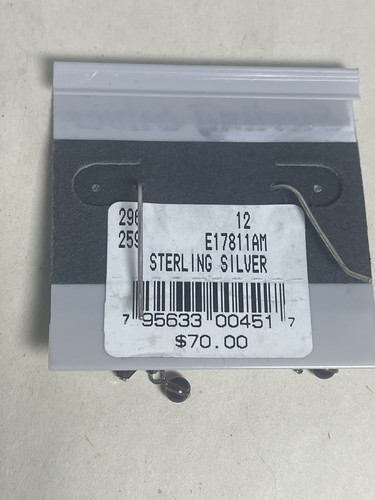 296 12
259 E17811AM
STERLING SILVER
7 95633 00451 7
$70.00